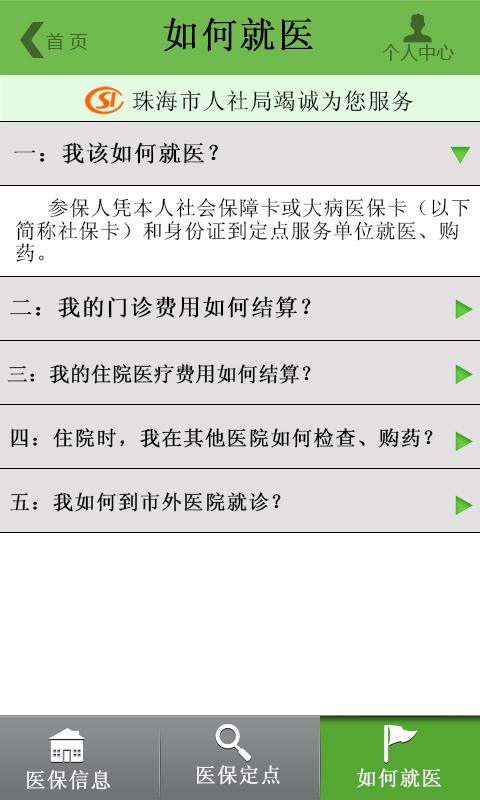 首页
如何就医
个人中心
SI 珠海市人社局竭诚为您服务
一：我该如何就医？
参保人凭本人社会保障卡或大病医保卡（以下
简称社保卡）和身份证到定点服务单位就医、购
药。
二：我的门诊费用如何结算？
三：我的住院医疗费用如何结算？
四：住院时，我在其他医院如何检查、购药？
五：我如何到市外医院就诊？
医保信息
医保定点
如何就医